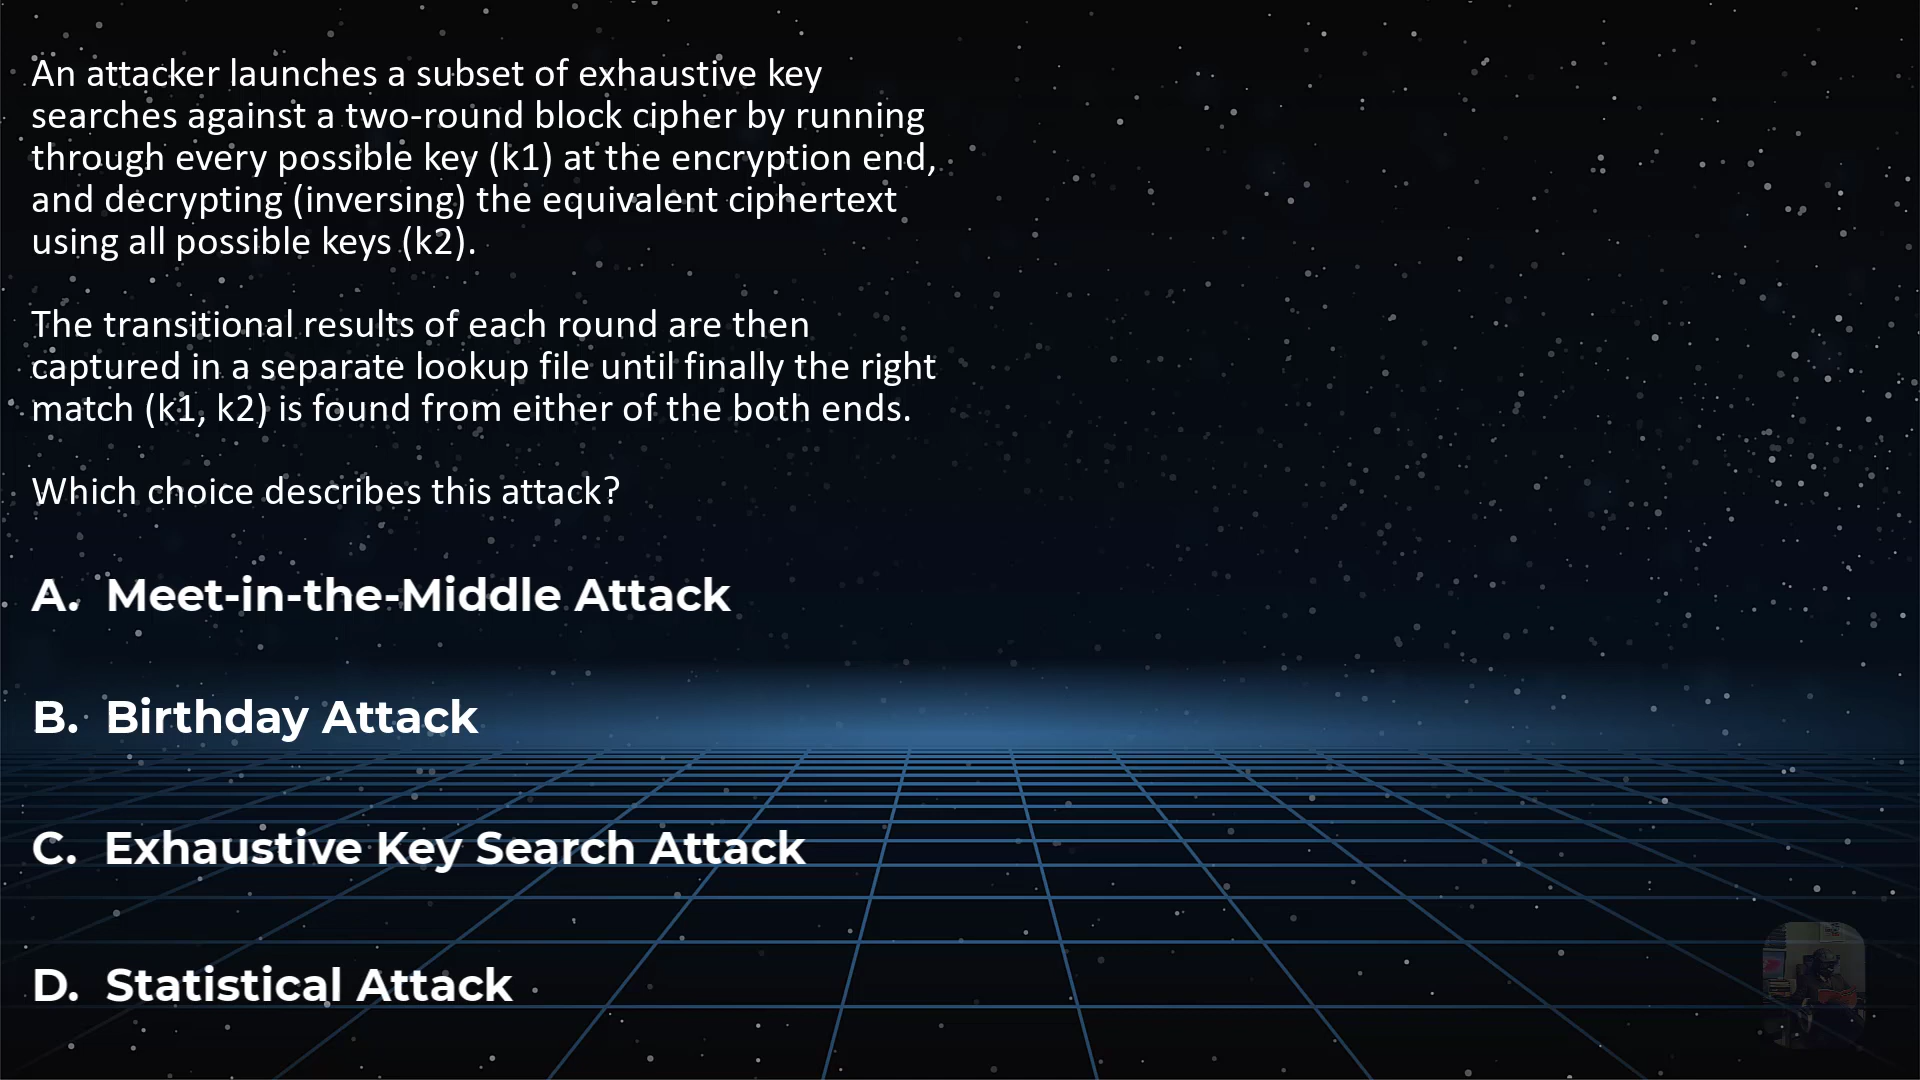 An attacker launches a subset of exhaustive key
searches against a two-round block cipher by running
through every possible key (k1) at the encryption end,
and decrypting (inversing) the equivalent ciphertext
using all possible keys (k2).
The transitional results of each round are then
captured in a separate lookup file until finally the right
match (k1, k2) is found from either of the both ends.
Which choice describes this attack?
A. Meet-in-the-Middle Attack
B. Birthday Attack
C. Exhaustive Key Search Attack
D. Statistical Attack